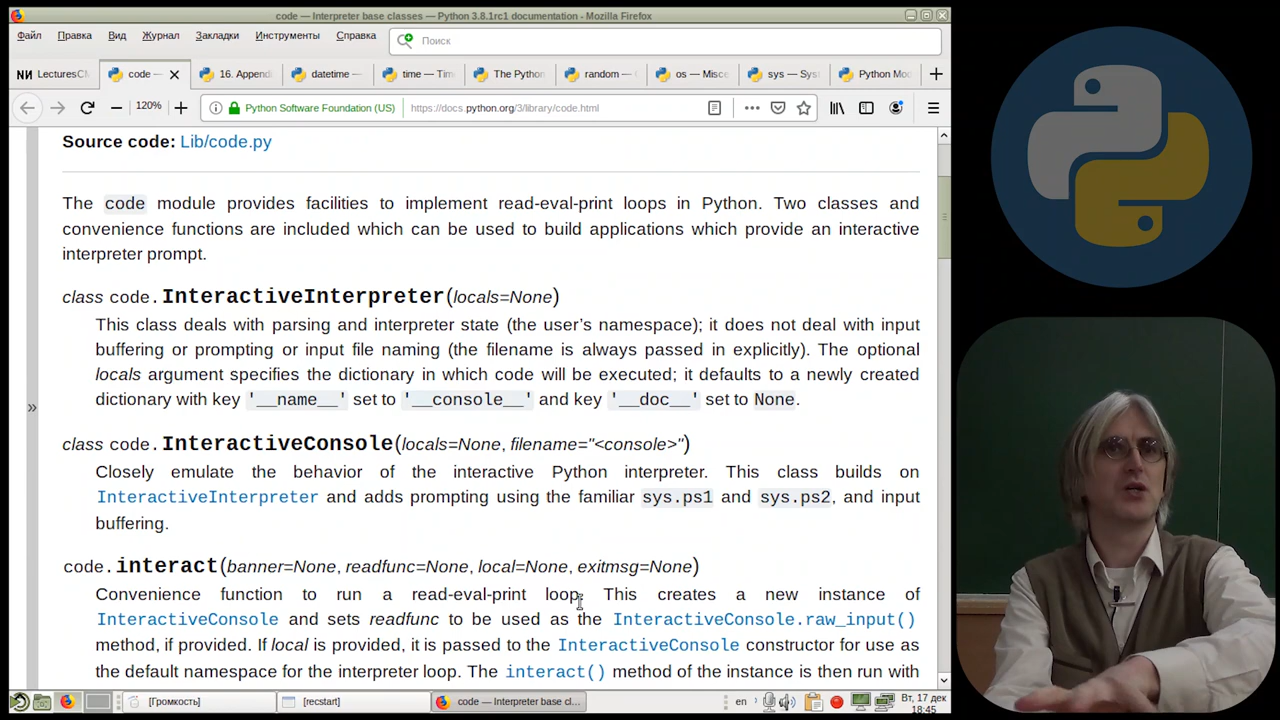 code — Interpreter base classes — Python 3.8.1rc1 documentation - Mozilla Firefox
Файл Правка Вид Журнал Закладки Инструменты Справка Поиск
LecturesCM code — 16. Appendi datetime — time — Tim The Python random — os — Misce sys — Sys Python Mod
120% Python Software Foundation (US) https://docs.python.org/3/library/code.html
Source code: Lib/code.py
The code module provides facilities to implement read-eval-print loops in Python. Two classes and
convenience functions are included which can be used to build applications which provide an interactive
interpreter prompt.
class code.InteractiveInterpreter(locals=None)
This class deals with parsing and interpreter state (the user’s namespace); it does not deal with input
buffering or prompting or input file naming (the filename is always passed in explicitly). The optional
locals argument specifies the dictionary in which code will be executed; it defaults to a newly created
dictionary with key '__name__' set to '__console__' and key '__doc__' set to None.
class code.InteractiveConsole(locals=None, filename="<console>")
Closely emulate the behavior of the interactive Python interpreter. This class builds on
InteractiveInterpreter and adds prompting using the familiar sys.ps1 and sys.ps2, and input
buffering.
code.interact(banner=None, readfunc=None, local=None, exitmsg=None)
Convenience function to run a read-eval-print loop. This creates a new instance of
InteractiveConsole and sets readfunc to be used as the InteractiveConsole.raw_input()
method, if provided. If local is provided, it is passed to the InteractiveConsole constructor for use as
the default namespace for the interpreter loop. The interact() method of the instance is then run with
[Громкость] [recstart] code — Interpreter base cl... en Вт, 17 дек
18:45